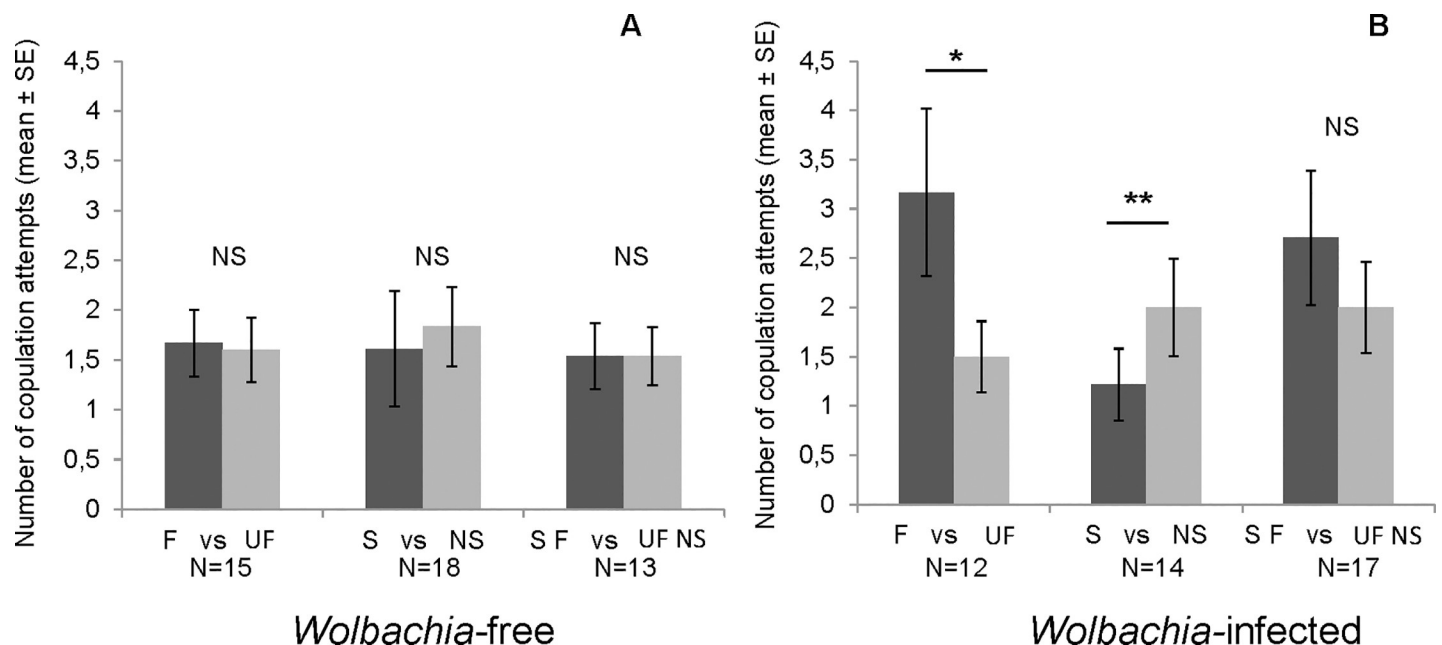 A
Number of copulation attempts (mean ± SE)
4,5
4
3,5
3
2,5
2
1,5
1
0,5
0
NS
NS
NS
F vs UF
N=15
S vs NS
N=18
S F vs UF NS
N=13
Wolbachia-free
B
Number of copulation attempts (mean ± SE)
4,5
4
3,5
3
2,5
2
1,5
1
0,5
0
*
**
NS
F vs UF
N=12
S vs NS
N=14
S F vs UF NS
N=17
Wolbachia-infected